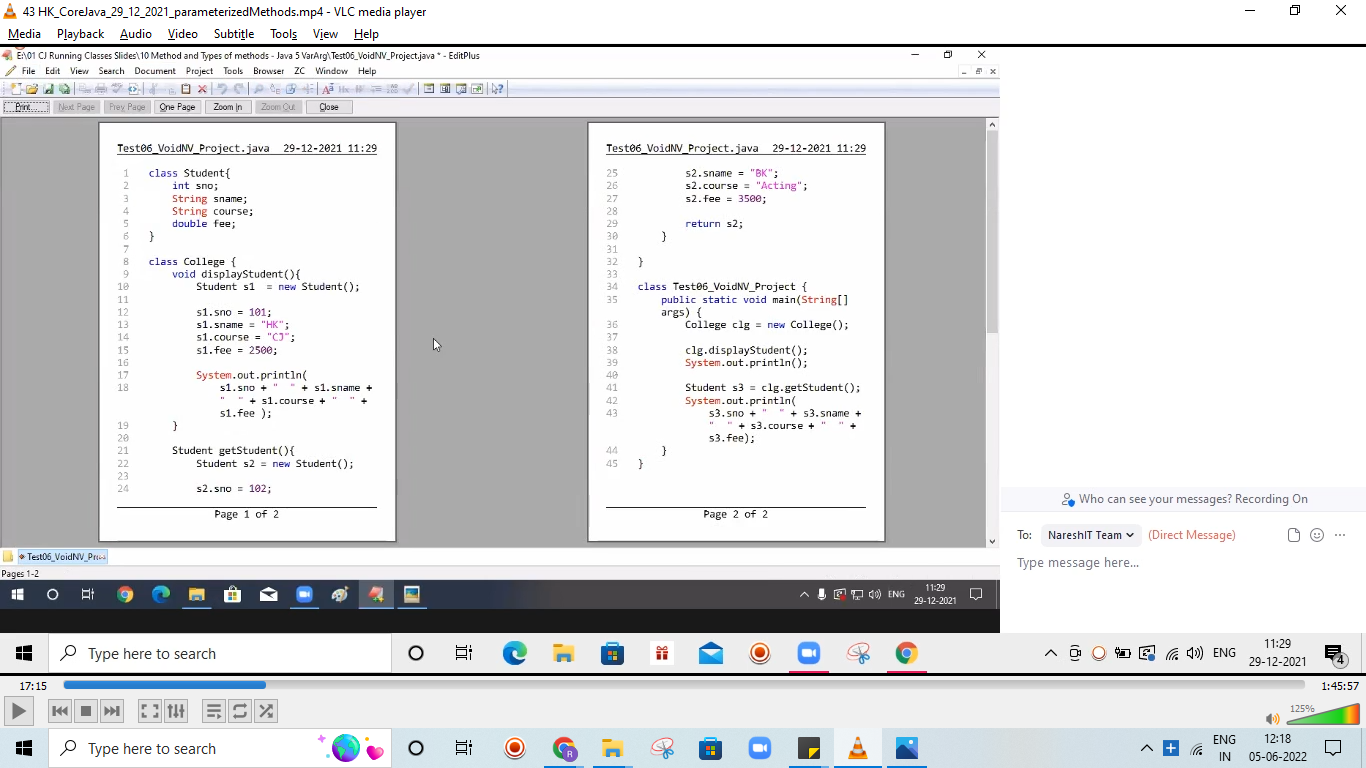 43 HK_CoreJava_29_12_2021_parameterizedMethods.mp4 - VLC media player
Media Playback Audio Video Subtitle Tools View Help
E:\01 CJ Running Classes Slides\10 Method and Types of methods - Java 5 VarArg\Test06_VoidNV_Project.java * - EditPlus
File Edit View Search Document Project Tools Browser ZC Window Help
Print... Next Page Prev Page One Page Zoom In Zoom Out Close
Test06_VoidNV_Project.java 29-12-2021 11:29
1 class Student{
2 int sno;
3 String sname;
4 String course;
5 double fee;
6 }
7
8 class College {
9 void displayStudent(){
10 Student s1 = new Student();
11
12 s1.sno = 101;
13 s1.sname = "HK";
14 s1.course = "CJ";
15 s1.fee = 2500;
16
17 System.out.println(
18 s1.sno + " " + s1.sname +
" " + s1.course + " " +
s1.fee );
19 }
20
21 Student getStudent(){
22 Student s2 = new Student();
23
24 s2.sno = 102;
Page 1 of 2
Test06_VoidNV_Project.java 29-12-2021 11:29
25 s2.sname = "BK";
26 s2.course = "Acting";
27 s2.fee = 3500;
28
29 return s2;
30 }
31
32 }
33
34 class Test06_VoidNV_Project {
35 public static void main(String[]
args) {
36 College clg = new College();
37
38 clg.displayStudent();
39 System.out.println();
40
41 Student s3 = clg.getStudent();
42 System.out.println(
43 s3.sno + " " + s3.sname +
" " + s3.course + " " +
s3.fee);
44 }
45 }
Page 2 of 2
Who can see your messages? Recording On
To: NareshIT Team (Direct Message)
Type message here...
Test06_VoidNV_Pro
Pages 1-2
ENG 11:29
29-12-2021
Type here to search
ENG 11:29
29-12-2021
4
17:15 1:45:57
125%
Type here to search
ENG 12:18
IN 05-06-2022